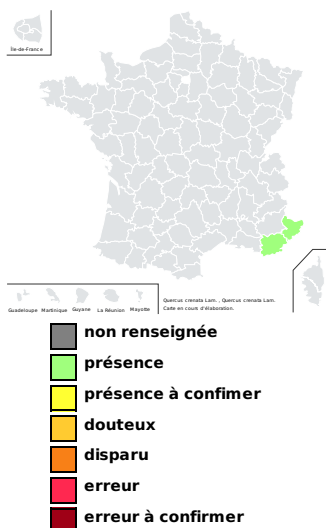 Île-de-France
Guadeloupe Martinique Guyane La Réunion Mayotte
Quercus crenata Lam. , Quercus crenata Lam.
Carte en cours d'élaboration.
non renseignée
présence
présence à confimer
douteux
disparu
erreur
erreur à confirmer